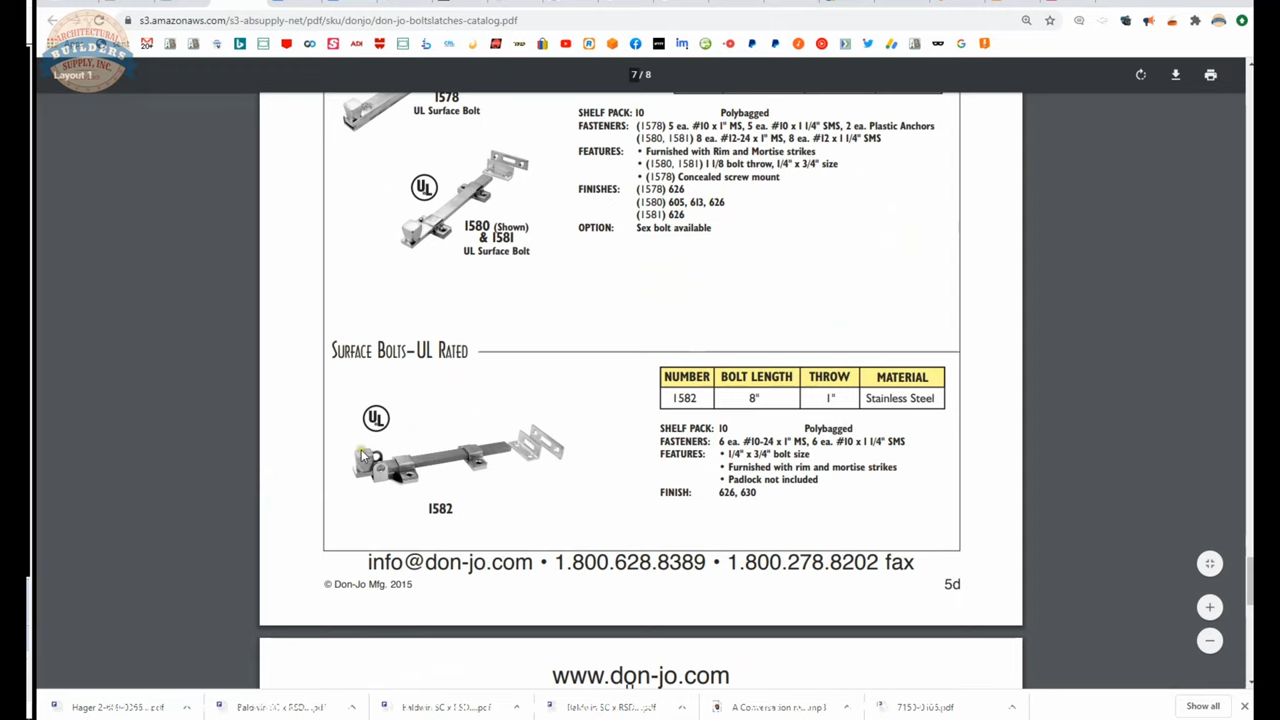 s3.amazonaws.com/s3-absupply-net/pdf/sku/donjo/don-jo-boltslatches-catalog.pdf
ARCHITECTURAL
BUILDERS
SUPPLY, INC.
Layout 1
7 / 8
1578
UL Surface Bolt
SHELF PACK: 10 Polybagged
FASTENERS: (1578) 5 ea. #10 x 1" MS, 5 ea. #10 x 1 1/4" SMS, 2 ea. Plastic Anchors
(1580, 1581) 8 ea. #12-24 x 1" MS, 8 ea. #12 x 1 1/4" SMS
FEATURES: • Furnished with Rim and Mortise strikes
• (1580, 1581) 1 1/8 bolt throw, 1/4" x 3/4" size
• (1578) Concealed screw mount
FINISHES: (1578) 626
(1580) 605, 613, 626
(1581) 626
OPTION: Sex bolt available
UL
1580 (Shown)
& 1581
UL Surface Bolt
SURFACE BOLTS–UL RATED
NUMBER BOLT LENGTH THROW MATERIAL
1582 8" 1" Stainless Steel
UL
1582
SHELF PACK: 10 Polybagged
FASTENERS: 6 ea. #10-24 x 1" MS, 6 ea. #10 x 1 1/4" SMS
FEATURES: • 1/4" x 3/4" bolt size
• Furnished with rim and mortise strikes
• Padlock not included
FINISH: 626, 630
info@don-jo.com • 1.800.628.8389 • 1.800.278.8202 fax
© Don-Jo Mfg. 2015
5d
www.don-jo.com
Show all